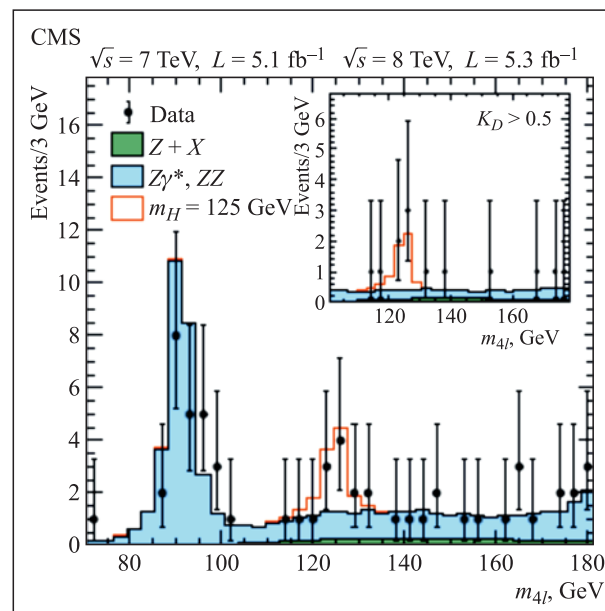 CMS
√s = 7 TeV, L = 5.1 fb⁻¹ √s = 8 TeV, L = 5.3 fb⁻¹
Events/3 GeV
16
14
12
10
8
6
4
2
0
Data
Z + X
Zγ*, ZZ
m_H = 125 GeV
Events/3 GeV
6
5
4
3
2
1
0
K_D > 0.5
120 140 160
m_4l, GeV
80 100 120 140 160 180
m_4l, GeV